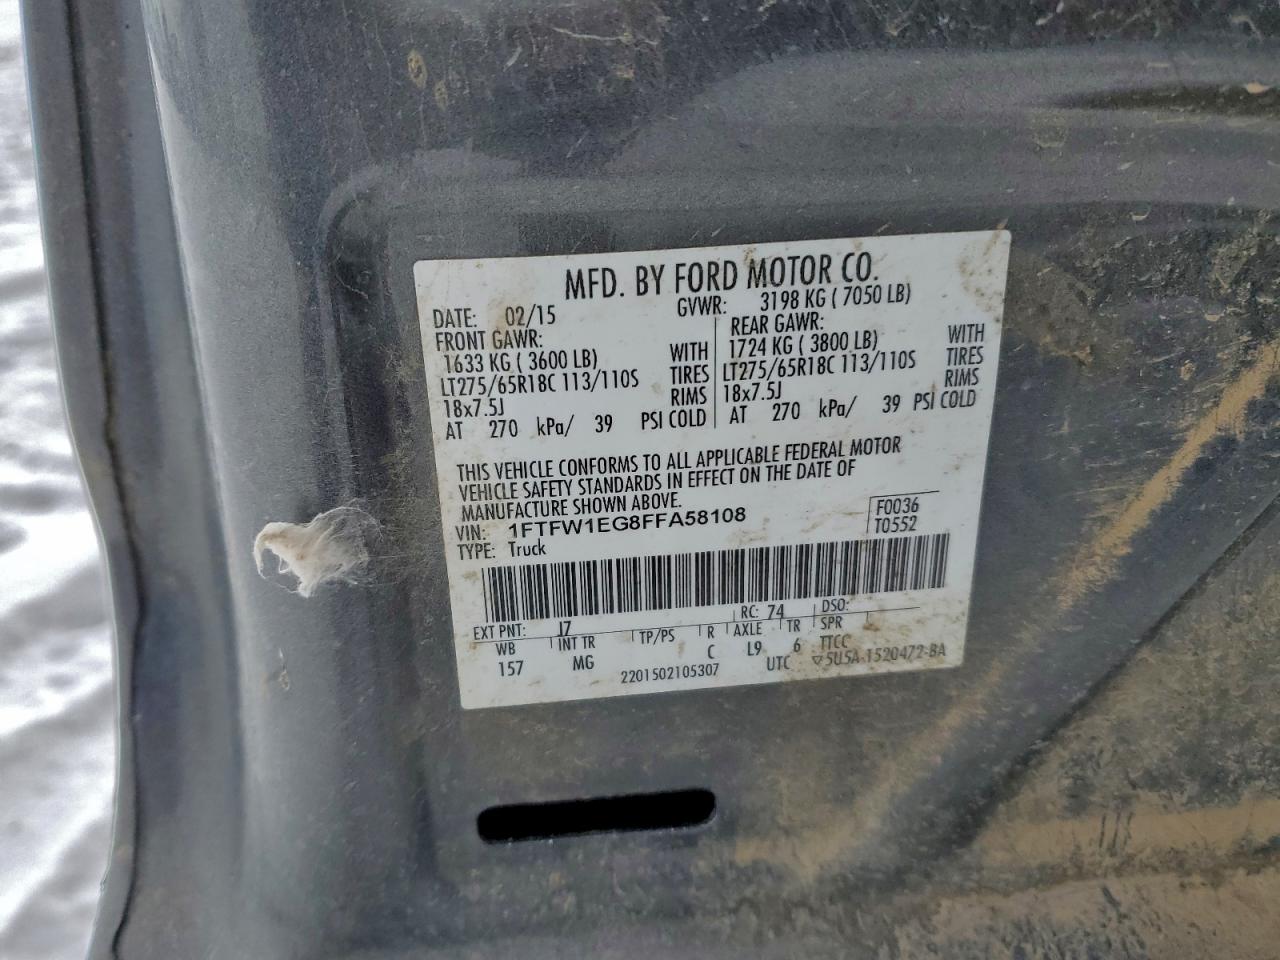 MFD. BY FORD MOTOR CO.
DATE: 02/15 GVWR: 3198 KG ( 7050 LB)
FRONT GAWR: REAR GAWR:
1633 KG ( 3600 LB) WITH 1724 KG ( 3800 LB) WITH
LT275/65R18C 113/110S TIRES LT275/65R18C 113/110S TIRES
18x7.5J RIMS 18x7.5J RIMS
AT 270 kPa/ 39 PSI COLD AT 270 kPa/ 39 PSI COLD
THIS VEHICLE CONFORMS TO ALL APPLICABLE FEDERAL MOTOR
VEHICLE SAFETY STANDARDS IN EFFECT ON THE DATE OF
MANUFACTURE SHOWN ABOVE.
VIN: 1FTFW1EG8FFA58108 F0036
TYPE: Truck T0552
EXT PNT: J7 RC: 74 DSO:
WB INT TR TP/PS R AXLE TR SPR
157 MG C L9 6 TTCC
2201502105307 UTC ▽5U5A-1520472-BA